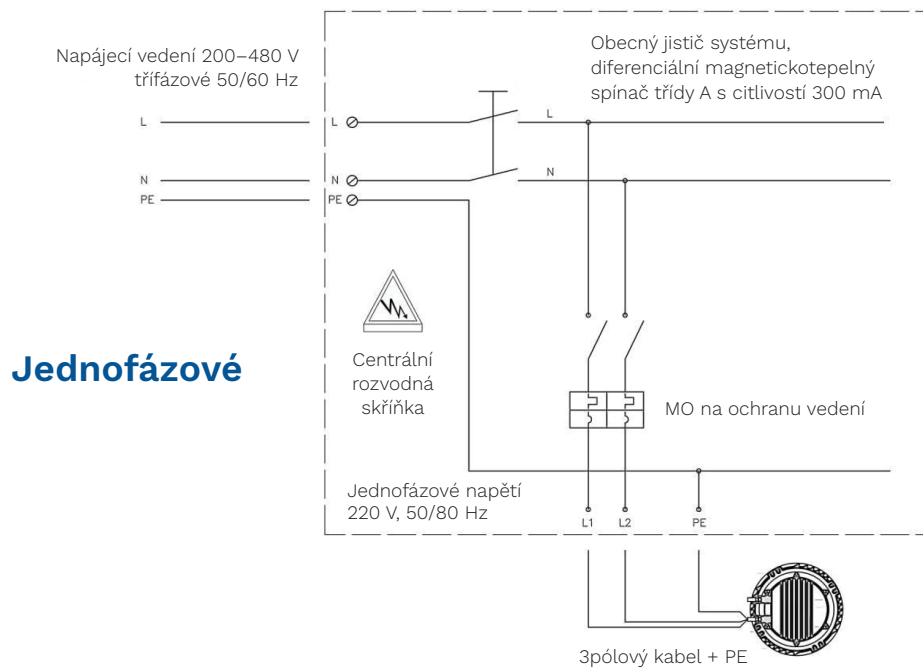 Napájecí vedení 200–480 V
třífázové 50/60 Hz
Obecný jistič systému,
diferenciální magnetickotepelný
spínač třídy A s citlivostí 300 mA
L
L
L
N
N
N
PE
PE
Centrální
rozvodná
skříňka
Jednofázové
MO na ochranu vedení
Jednofázové napětí
220 V, 50/80 Hz
L1
L2
PE
3pólový kabel + PE